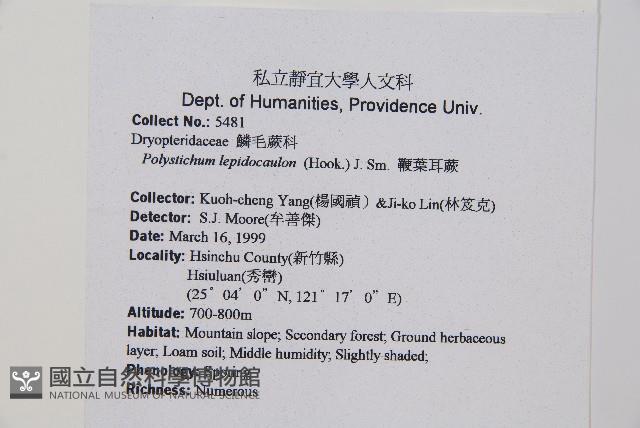 私立靜宜大學人文科
Dept. of Humanities, Providence Univ.
Collect No.: 5481
Dryopteridaceae 鱗毛蕨科
Polystichum lepidocaulon (Hook.) J. Sm. 鞭葉耳蕨
Collector: Kuoh-cheng Yang(楊國禎) &Ji-ko Lin(林笈克)
Detector: S.J. Moore(牟善傑)
Date: March 16, 1999
Locality: Hsinchu County(新竹縣)
Hsiuluan(秀巒)
(25° 04' 0" N, 121° 17' 0" E)
Altitude: 700-800m
Habitat: Mountain slope; Secondary forest; Ground herbaceous
layer; Loam soil; Middle humidity; Slightly shaded;
Phenology:
Richness: Numerous
國立自然科學博物館
NATIONAL MUSEUM OF NATURAL SCIENCE